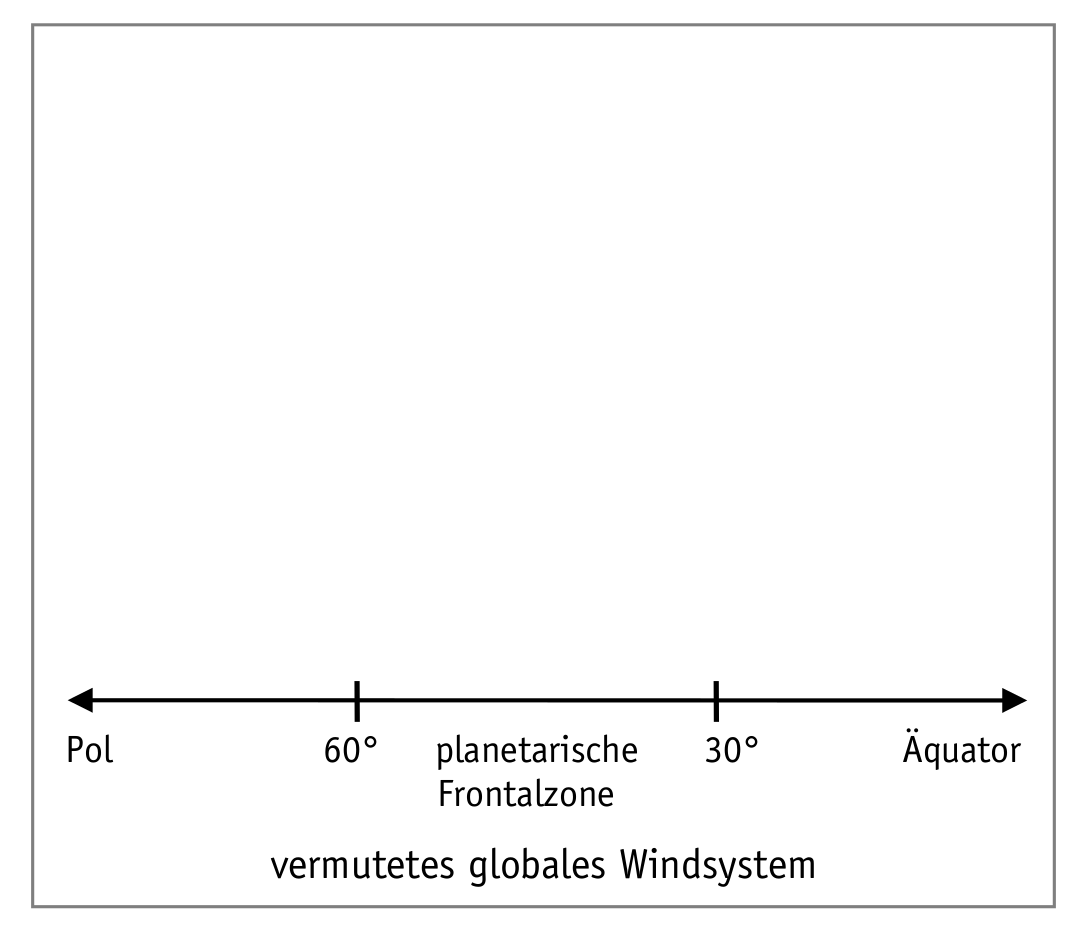 Pol 60° planetarische 30° Äquator
Frontalzone
vermutetes globales Windsystem